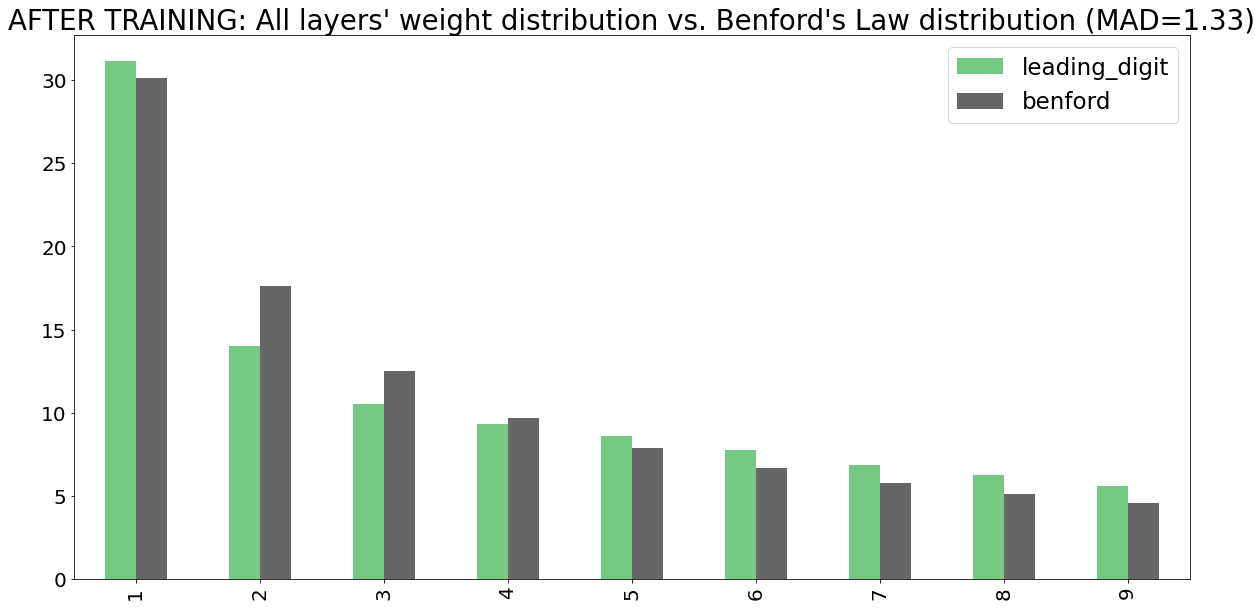 AFTER TRAINING: All layers' weight distribution vs. Benford's Law distribution (MAD=1.33)
leading_digit
benford
30
25
20
15
10
5
0
1 2 3 4 5 6 7 8 9